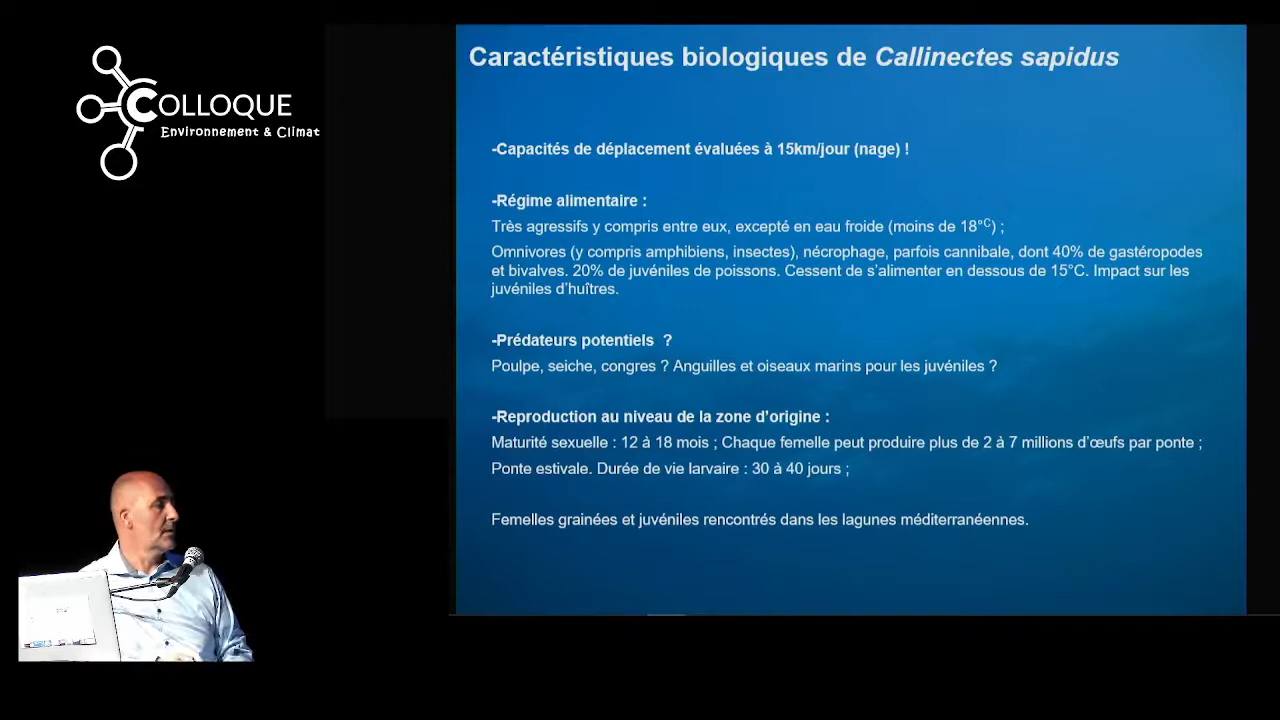 COLLOQUE
Environnement & Climat
Caractéristiques biologiques de Callinectes sapidus
-Capacités de déplacement évaluées à 15km/jour (nage) !
-Régime alimentaire :
Très agressifs y compris entre eux, excepté en eau froide (moins de 18°C) ;
Omnivores (y compris amphibiens, insectes), nécrophage, parfois cannibale, dont 40% de gastéropodes
et bivalves. 20% de juvéniles de poissons. Cessent de s'alimenter en dessous de 15°C. Impact sur les
juvéniles d'huîtres.
-Prédateurs potentiels ?
Poulpe, seiche, congres ? Anguilles et oiseaux marins pour les juvéniles ?
-Reproduction au niveau de la zone d'origine :
Maturité sexuelle : 12 à 18 mois ; Chaque femelle peut produire plus de 2 à 7 millions d'œufs par ponte ;
Ponte estivale. Durée de vie larvaire : 30 à 40 jours ;
Femelles grainées et juvéniles rencontrés dans les lagunes méditerranéennes.